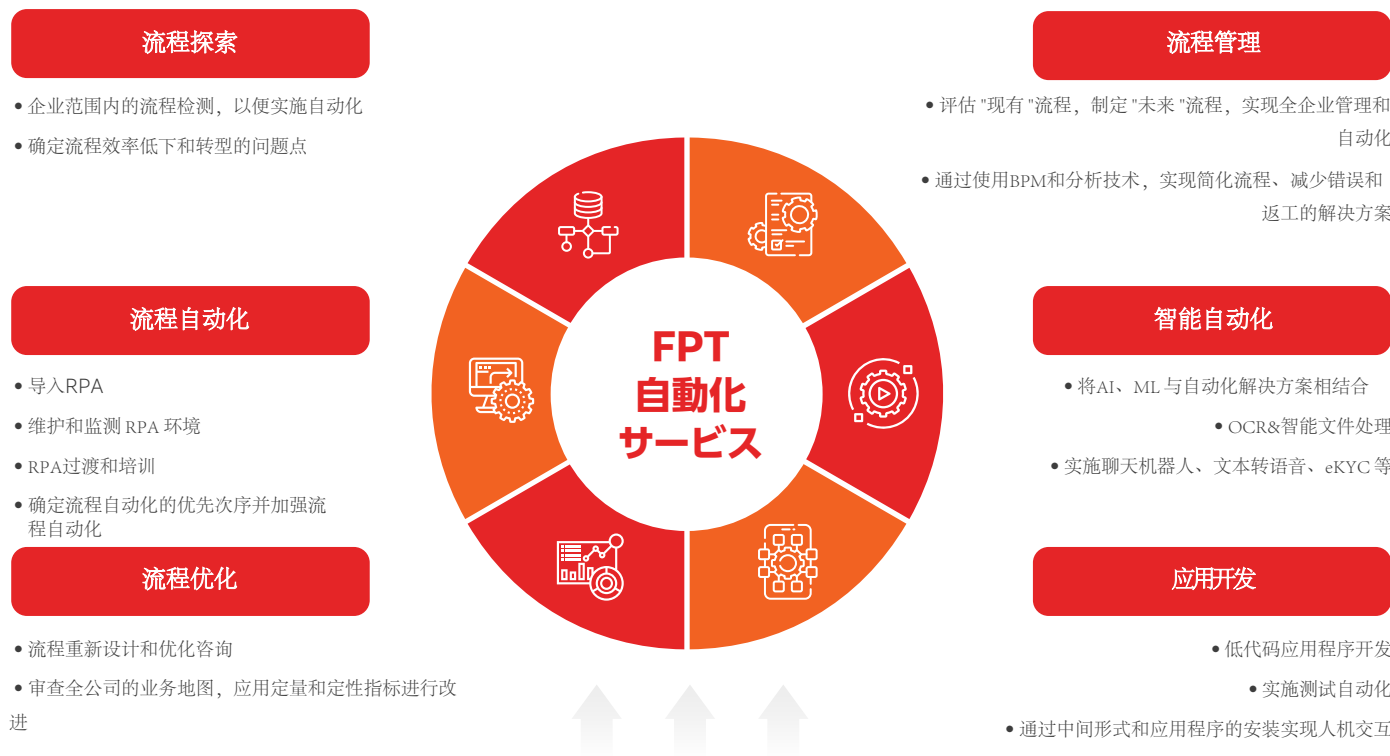 流程探索
• 企业范围内的流程检测，以便实施自动化
• 确定流程效率低下和转型的问题点
流程自动化
• 导入RPA
• 维护和监测 RPA 环境
• RPA过渡和培训
• 确定流程自动化的优先次序并加强流
程自动化
流程优化
• 流程重新设计和优化咨询
• 审查全公司的业务地图，应用定量和定性指标进行改
进
FPT
自動化
サービス
流程管理
• 评估 "现有 "流程，制定 "未来 "流程，实现全企业管理和
自动化
• 通过使用BPM和分析技术，实现简化流程、减少错误和
返工的解决方案
智能自动化
• 将AI、ML 与自动化解决方案相结合
• OCR&智能文件处理
• 实施聊天机器人、文本转语音、eKYC 等
应用开发
• 低代码应用程序开发
• 实施测试自动化
• 通过中间形式和应用程序的安装实现人机交互